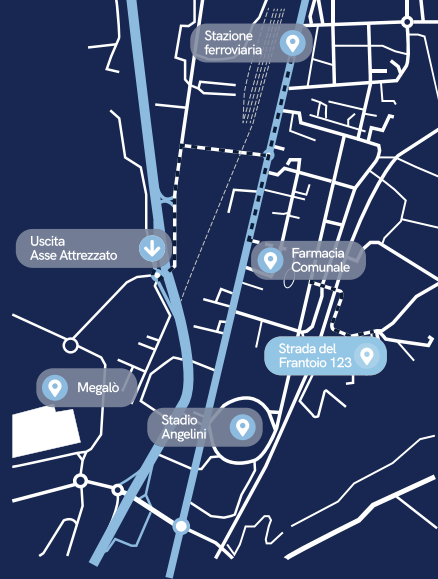 Stazione
ferroviaria
Uscita
Asse Attrezzato
Farmacia
Comunale
Strada del
Frantoio 123
Megalò
Stadio
Angelini